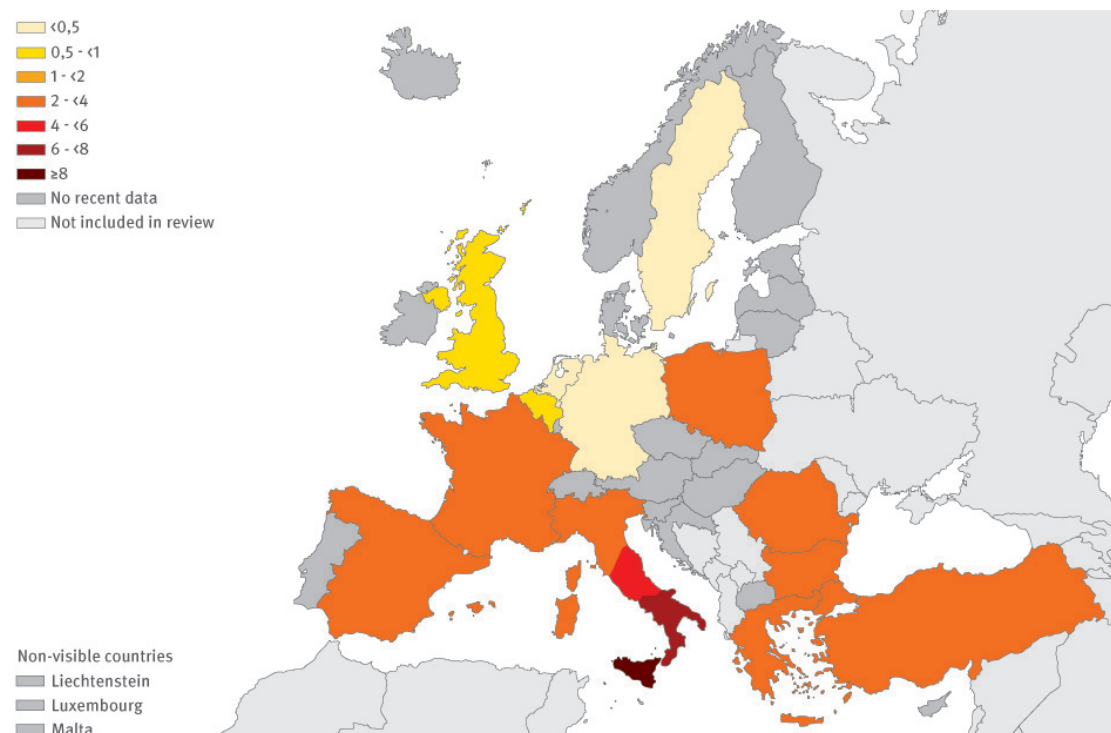 <0,5
0,5 - <1
1 - <2
2 - <4
4 - <6
6 - <8
≥8
No recent data
Not included in review
Non-visible countries
Liechtenstein
Luxembourg
Malta